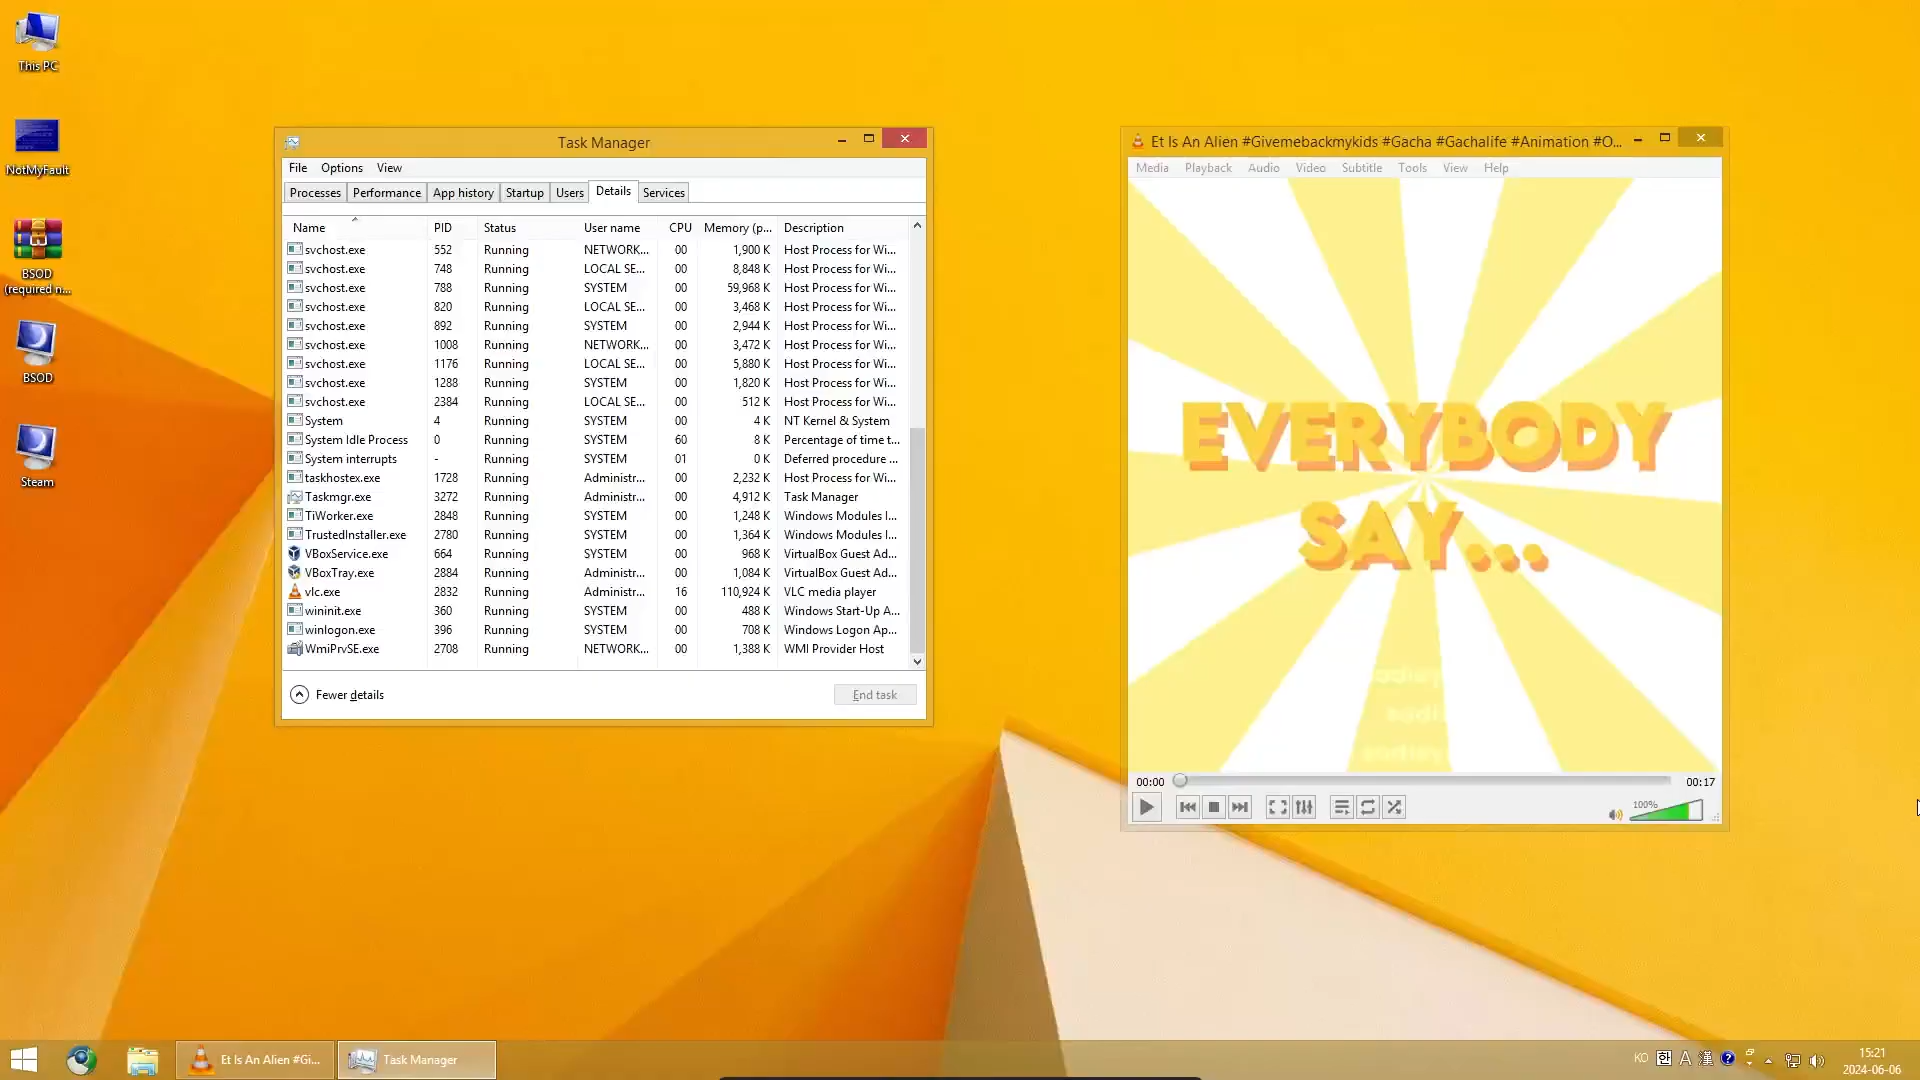 This PC
NotMyFault
BSOD
(required n...
BSOD
Steam
Task Manager
File Options View
Processes Performance App history Startup Users Details Services
Name PID Status User name CPU Memory (p... Description
svchost.exe 552 Running NETWORK... 00 1,900 K Host Process for Wi...
svchost.exe 748 Running LOCAL SE... 00 8,848 K Host Process for Wi...
svchost.exe 788 Running SYSTEM 00 59,968 K Host Process for Wi...
svchost.exe 820 Running LOCAL SE... 00 3,468 K Host Process for Wi...
svchost.exe 892 Running SYSTEM 00 2,944 K Host Process for Wi...
svchost.exe 1008 Running NETWORK... 00 3,472 K Host Process for Wi...
svchost.exe 1176 Running LOCAL SE... 00 5,880 K Host Process for Wi...
svchost.exe 1288 Running SYSTEM 00 1,820 K Host Process for Wi...
svchost.exe 2384 Running LOCAL SE... 00 512 K Host Process for Wi...
System 4 Running SYSTEM 00 4 K NT Kernel & System
System Idle Process 0 Running SYSTEM 60 8 K Percentage of time t...
System interrupts - Running SYSTEM 01 0 K Deferred procedure ...
taskhostex.exe 1728 Running Administr... 00 2,232 K Host Process for Wi...
Taskmgr.exe 3272 Running Administr... 00 4,912 K Task Manager
TiWorker.exe 2848 Running SYSTEM 00 1,248 K Windows Modules I...
TrustedInstaller.exe 2780 Running SYSTEM 00 1,364 K Windows Modules I...
VBoxService.exe 664 Running SYSTEM 00 968 K VirtualBox Guest Ad...
VBoxTray.exe 2884 Running Administr... 00 1,084 K VirtualBox Guest Ad...
vlc.exe 2832 Running Administr... 16 110,924 K VLC media player
wininit.exe 360 Running SYSTEM 00 488 K Windows Start-Up A...
winlogon.exe 396 Running SYSTEM 00 708 K Windows Logon Ap...
WmiPrvSE.exe 2708 Running NETWORK... 00 1,388 K WMI Provider Host
Fewer details End task
Et Is An Alien #Givemebackmykids #Gacha #Gachalife #Animation #O...
Media Playback Audio Video Subtitle Tools View Help
EVERYBODY
SAY...
00:00 00:17
100%
Et Is An Alien #Gi... Task Manager
KO 한 A 漢 ? 15:21
2024-06-06